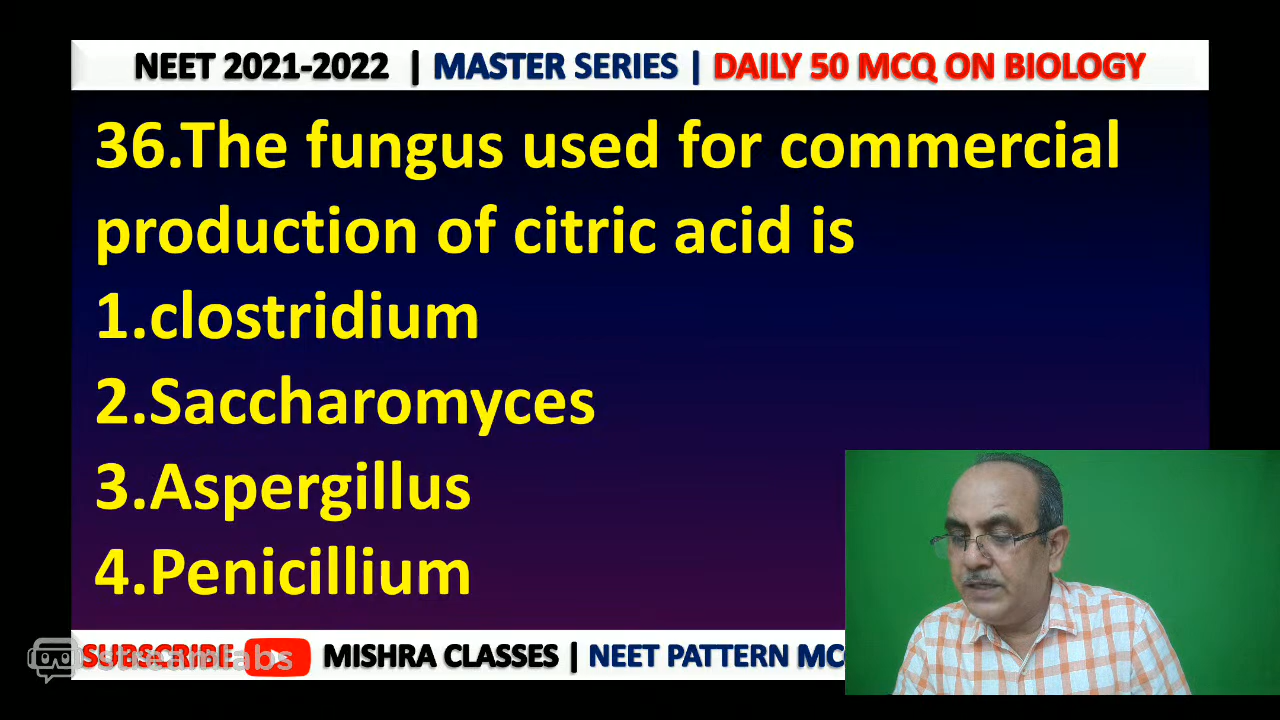 NEET 2021-2022 | MASTER SERIES | DAILY 50 MCQ ON BIOLOGY
36.The fungus used for commercial
production of citric acid is
1.clostridium
2.Saccharomyces
3.Aspergillus
4.Penicillium
SUBSCRIBE MISHRA CLASSES | NEET PATTERN MC
streamlabs